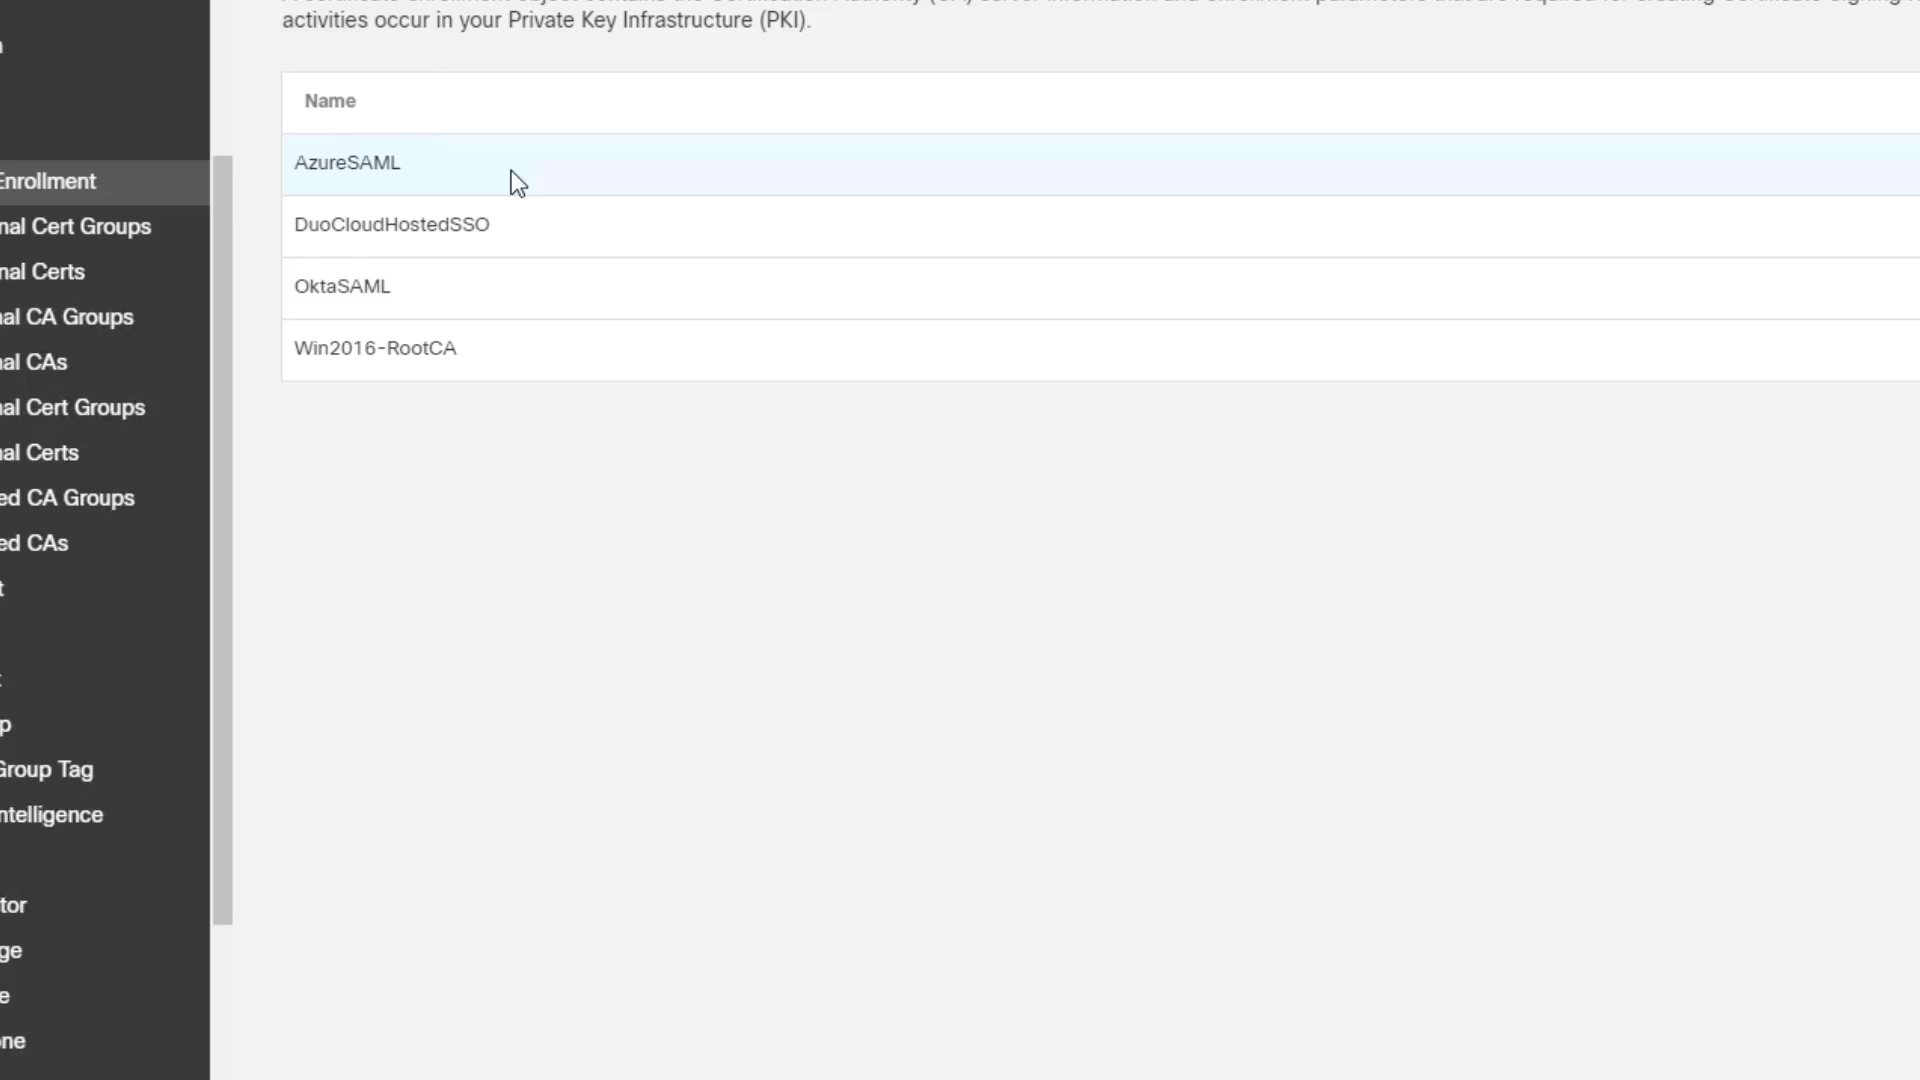 activities occur in your Private Key Infrastructure (PKI).
Name
AzureSAML
DuoCloudHostedSSO
OktaSAML
Win2016-RootCA
Enrollment
nal Cert Groups
nal Certs
nal CA Groups
nal CAs
nal Cert Groups
nal Certs
ed CA Groups
ed CAs
t
p
Group Tag
ntelligence
tor
ge
e
one